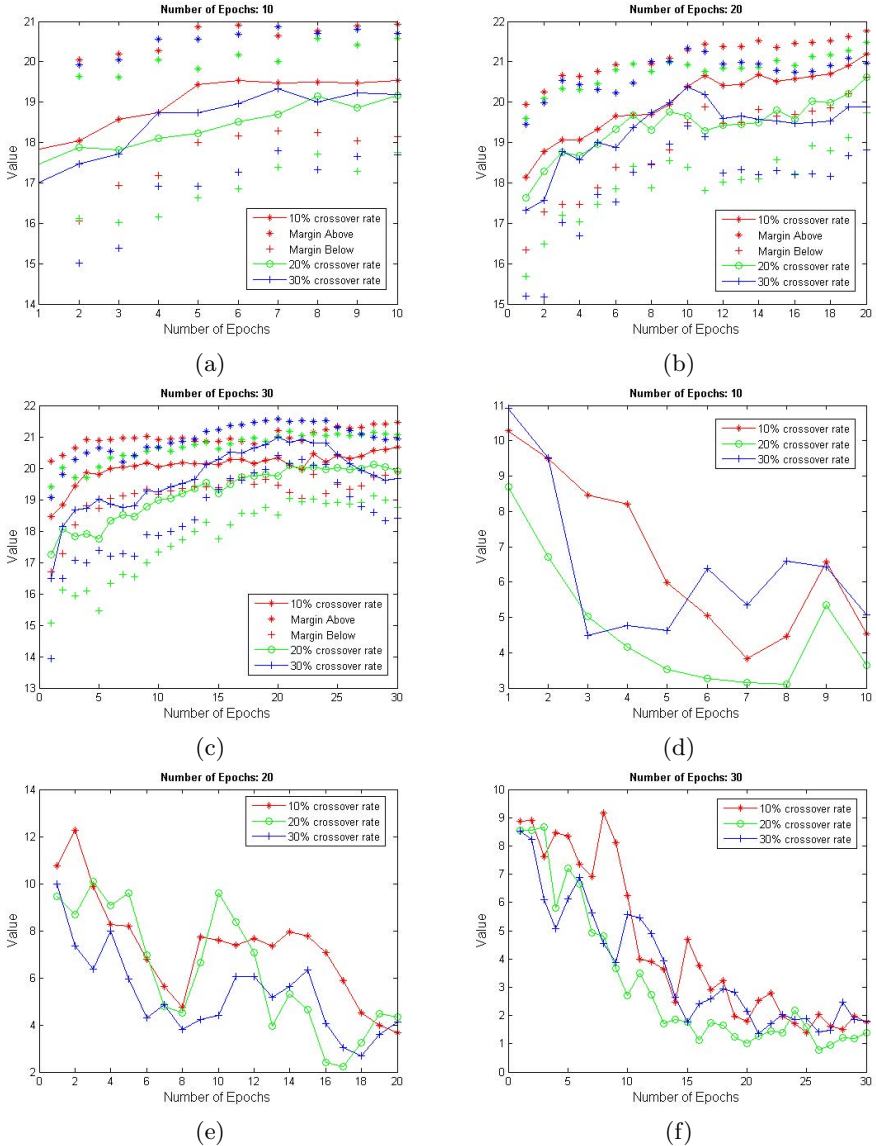 Number of Epochs: 10
21
20
19
18
17
16
15
14
Value
10% crossover rate
Margin Above
Margin Below
20% crossover rate
30% crossover rate
1 2 3 4 5 6 7 8 9 10
Number of Epochs
(a)
Number of Epochs: 20
22
21
20
19
18
17
16
15
Value
10% crossover rate
Margin Above
Margin Below
20% crossover rate
30% crossover rate
0 2 4 6 8 10 12 14 16 18 20
Number of Epochs
(b)
Number of Epochs: 30
22
21
20
19
18
17
16
15
14
13
Value
10% crossover rate
Margin Above
Margin Below
20% crossover rate
30% crossover rate
0 5 10 15 20 25 30
Number of Epochs
(c)
Number of Epochs: 10
11
10
9
8
7
6
5
4
3
Value
10% crossover rate
20% crossover rate
30% crossover rate
1 2 3 4 5 6 7 8 9 10
Number of Epochs
(d)
Number of Epochs: 20
14
12
10
8
6
4
2
Value
10% crossover rate
20% crossover rate
30% crossover rate
0 2 4 6 8 10 12 14 16 18 20
Number of Epochs
(e)
Number of Epochs: 30
10
9
8
7
6
5
4
3
2
1
0
Value
10% crossover rate
20% crossover rate
30% crossover rate
0 5 10 15 20 25 30
Number of Epochs
(f)